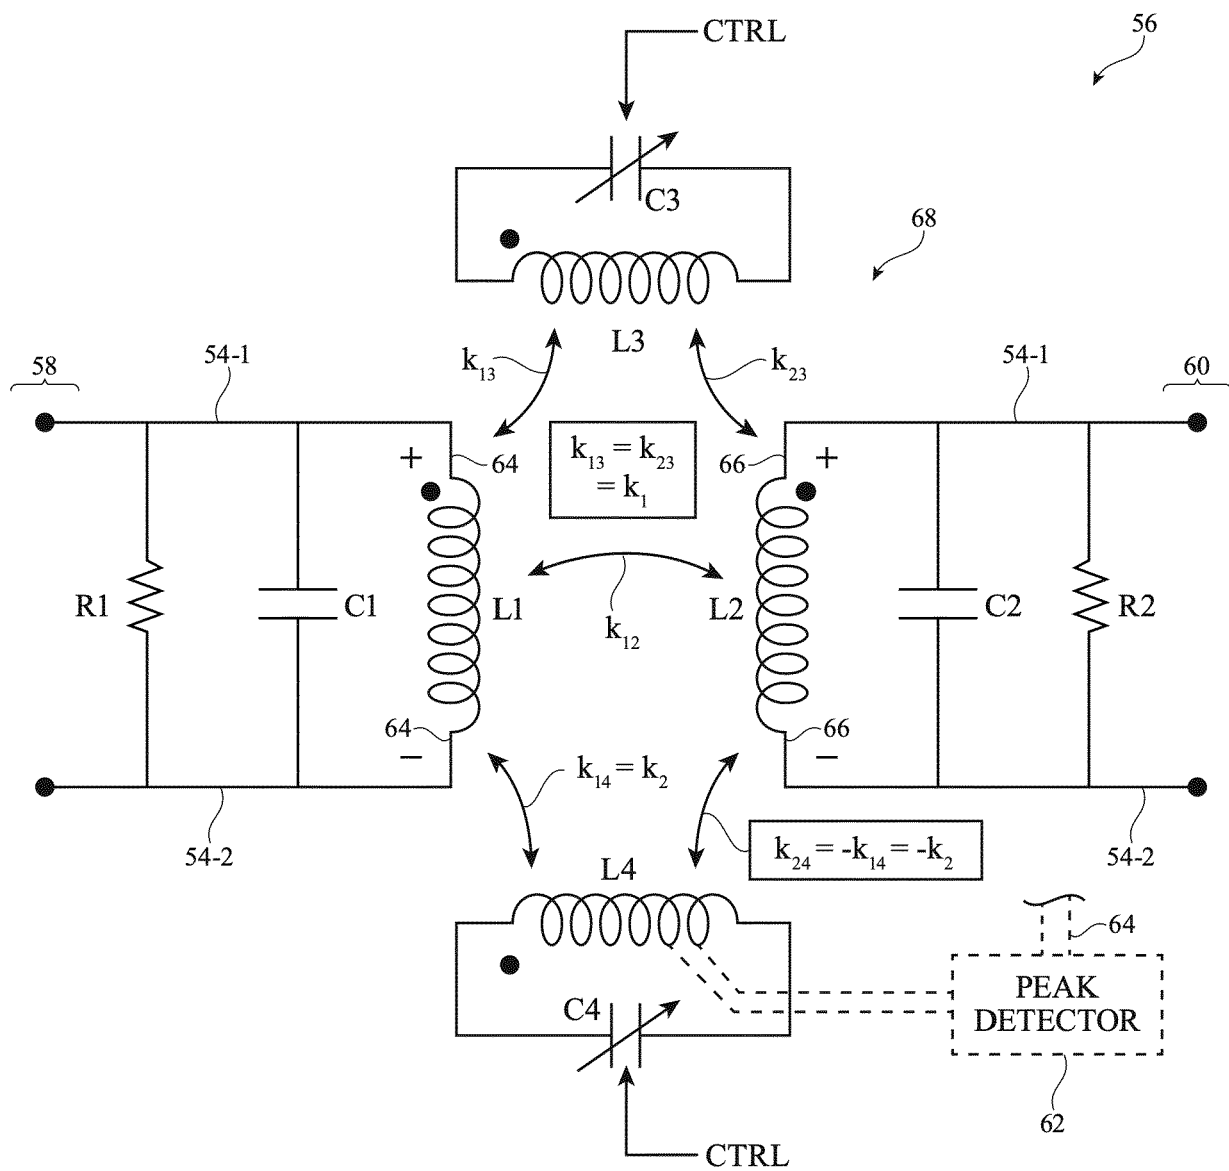 CTRL
56
C3
68
L3
k13
k23
58
54-1
54-1
60
+
64
k13 = k23
= k1
66
+
R1
C1
L1
k12
L2
C2
R2
64
−
k14 = k2
66
−
54-2
k24 = -k14 = -k2
54-2
L4
64
C4
PEAK
DETECTOR
62
CTRL